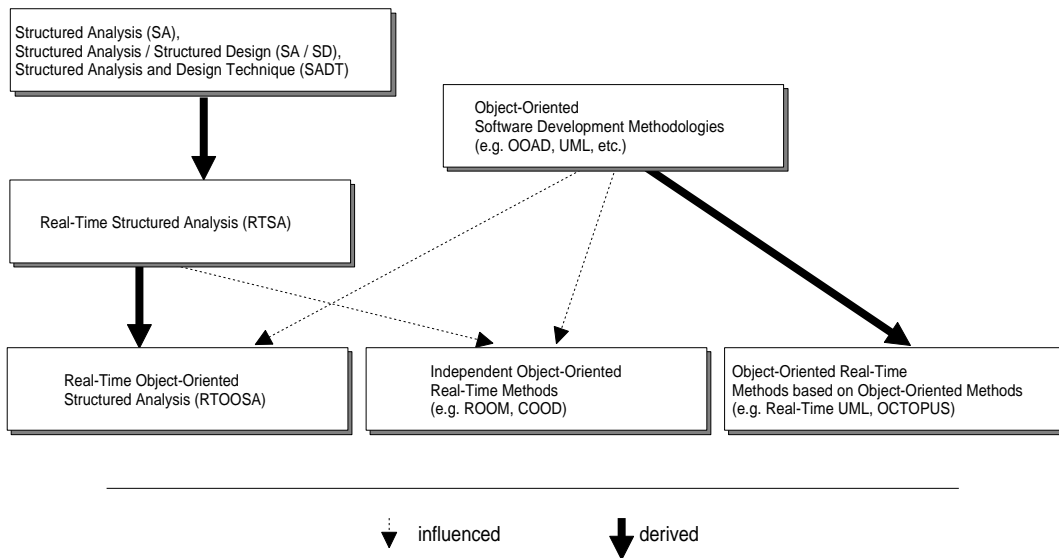 Structured Analysis (SA),
Structured Analysis / Structured Design (SA / SD),
Structured Analysis and Design Technique (SADT)
Object-Oriented
Software Development Methodologies
(e.g. OOAD, UML, etc.)
Real-Time Structured Analysis (RTSA)
Real-Time Object-Oriented
Structured Analysis (RTOOSA)
Independent Object-Oriented
Real-Time Methods
(e.g. ROOM, COOD)
Object-Oriented Real-Time
Methods based on Object-Oriented Methods
(e.g. Real-Time UML, OCTOPUS)
influenced
derived